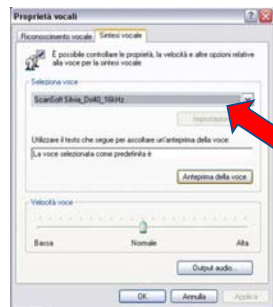 Proprietà vocali
Riconoscimento vocale Sintesi vocale
È possibile controllare le proprietà, la velocità e altre opzioni relative
alla voce per la sintesi vocale
Seleziona voce
ScanSoft Silvia_Dri40_16kHz
Impostazioni
Utilizzare il testo che segue per ascoltare un'anteprima della voce:
La voce selezionata come predefinita è
Anteprima della voce
Velocità voce
Bassa Normale Alta
Output audio...
OK Annulla Applica